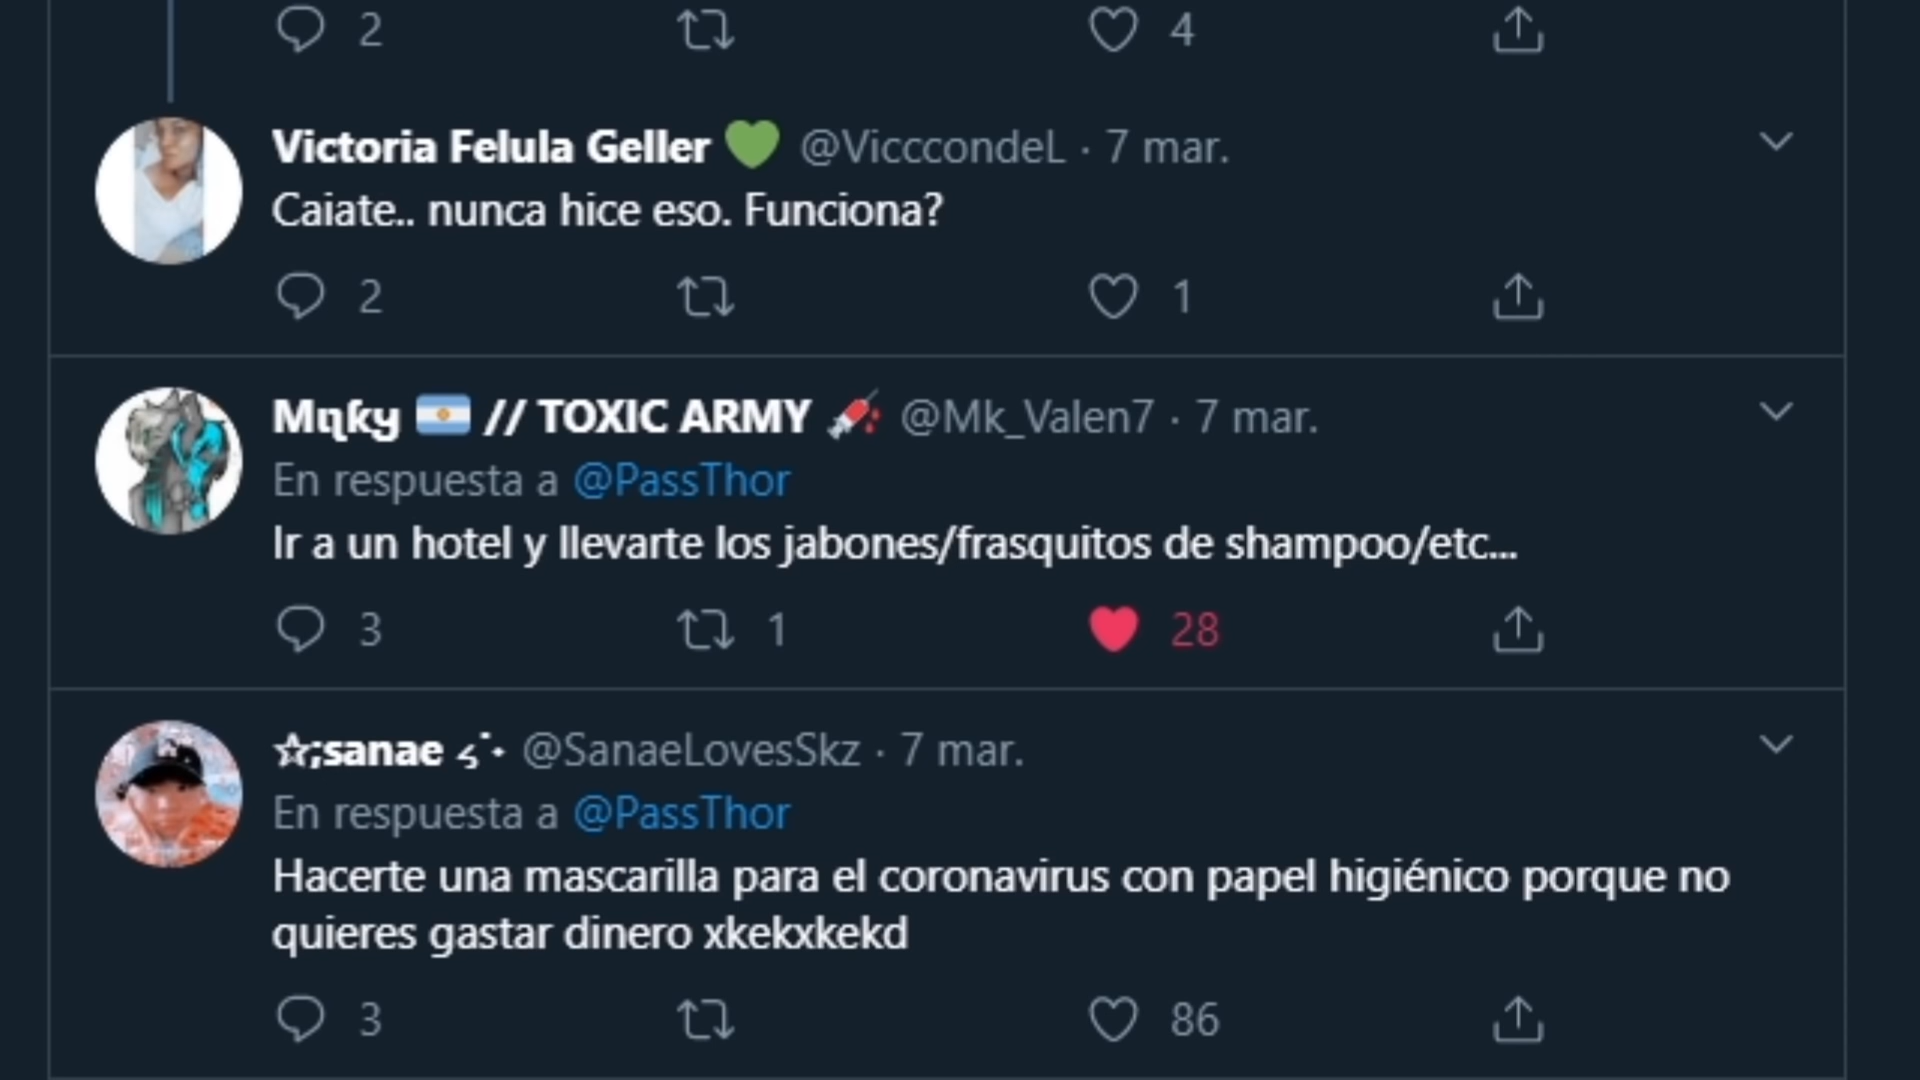 2 4
Victoria Felula Geller 💚 @VicccondeL · 7 mar.
Caiate.. nunca hice eso. Funciona?
2 1
Mɳƙყ 🇦🇷 // TOXIC ARMY 💉 @Mk_Valen7 · 7 mar.
En respuesta a @PassThor
Ir a un hotel y llevarte los jabones/frasquitos de shampoo/etc...
3 1 28
☆;sanae @SanaeLovesSkz · 7 mar.
En respuesta a @PassThor
Hacerte una mascarilla para el coronavirus con papel higiénico porque no
quieres gastar dinero xkekxkekd
3 86